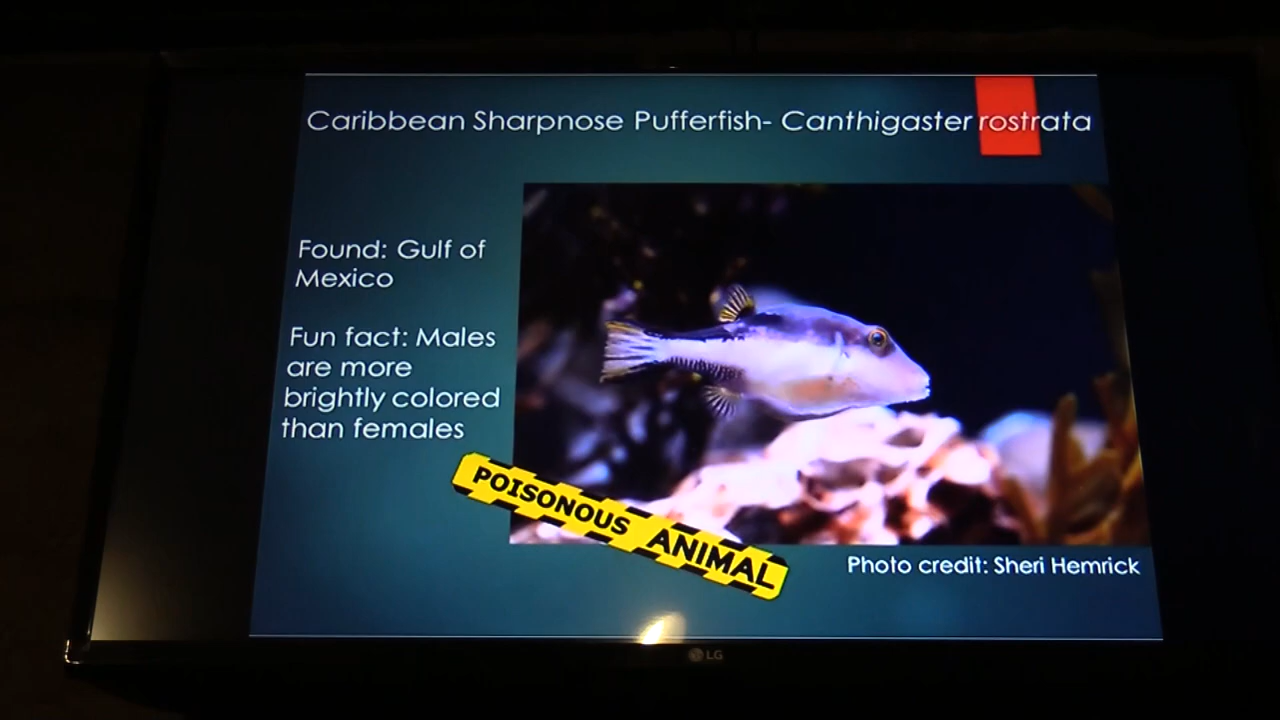 Caribbean Sharpnose Pufferfish- Canthigaster rostrata
Found: Gulf of
Mexico
Fun fact: Males
are more
brightly colored
than females
POISONOUS ANIMAL
Photo credit: Sheri Hemrick
LG